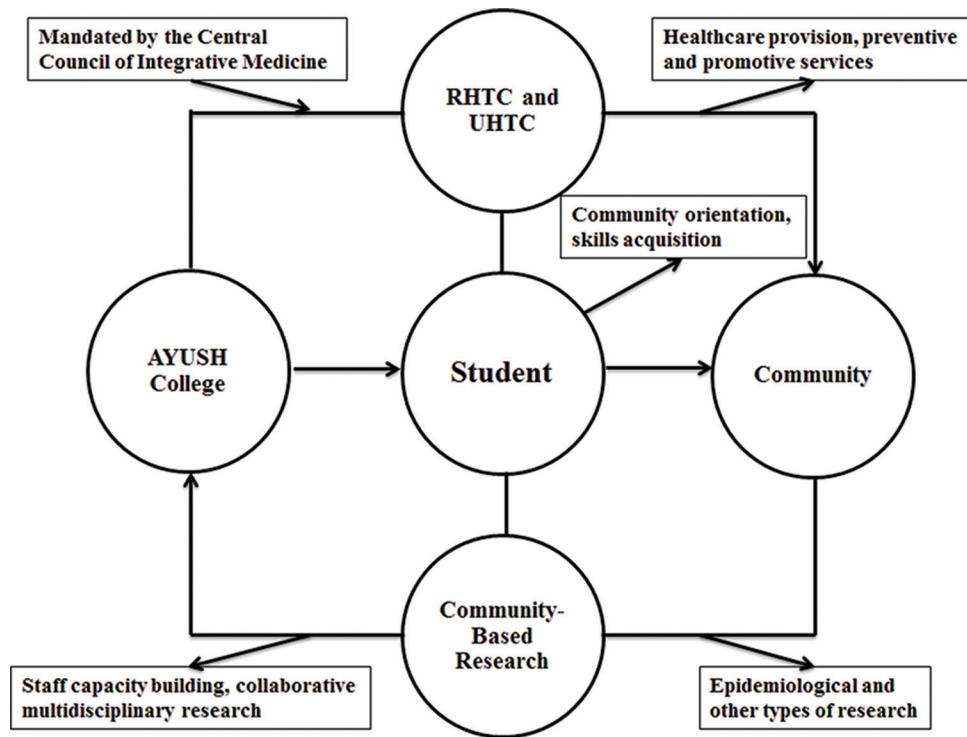 Mandated by the Central
Council of Integrative Medicine
Healthcare provision, preventive
and promotive services
RHTC and
UHTC
Community orientation,
skills acquisition
AYUSH
College
Student
Community
Community-
Based
Research
Staff capacity building, collaborative
multidisciplinary research
Epidemiological and
other types of research